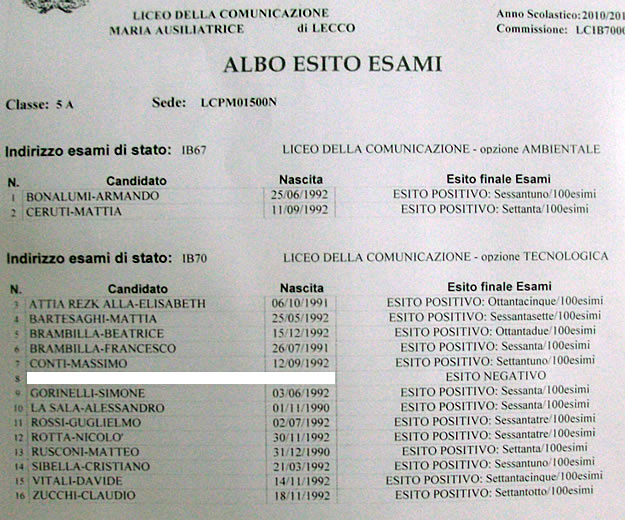 LICEO DELLA COMUNICAZIONE Anno Scolastico:2010/201
MARIA AUSILIATRICE di LECCO Commissione: LCIB7000
ALBO ESITO ESAMI
Classe: 5 A Sede: LCPM01500N
Indirizzo esami di stato: IB67 LICEO DELLA COMUNICAZIONE - opzione AMBIENTALE
N. Candidato Nascita Esito finale Esami
1 BONALUMI-ARMANDO 25/06/1992 ESITO POSITIVO: Sessantuno/100esimi
2 CERUTI-MATTIA 11/09/1992 ESITO POSITIVO: Settanta/100esimi
Indirizzo esami di stato: IB70 LICEO DELLA COMUNICAZIONE - opzione TECNOLOGICA
N. Candidato Nascita Esito finale Esami
3 ATTIA REZK ALLA-ELISABETH 06/10/1991 ESITO POSITIVO: Ottantacinque/100esimi
4 BARTESAGHI-MATTIA 25/05/1992 ESITO POSITIVO: Sessantasette/100esimi
5 BRAMBILLA-BEATRICE 15/12/1992 ESITO POSITIVO: Ottantadue/100esimi
6 BRAMBILLA-FRANCESCO 26/07/1991 ESITO POSITIVO: Sessanta/100esimi
7 CONTI-MASSIMO 12/09/1992 ESITO POSITIVO: Settantuno/100esimi
8 ESITO NEGATIVO
9 GORINELLI-SIMONE 03/06/1992 ESITO POSITIVO: Sessanta/100esimi
10 LA SALA-ALESSANDRO 01/11/1990 ESITO POSITIVO: Sessanta/100esimi
11 ROSSI-GUGLIELMO 02/07/1992 ESITO POSITIVO: Sessantatre/100esimi
12 ROTTA-NICOLO' 30/11/1992 ESITO POSITIVO: Sessantatre/100esimi
13 RUSCONI-MATTEO 31/12/1990 ESITO POSITIVO: Settanta/100esimi
14 SIBELLA-CRISTIANO 21/03/1992 ESITO POSITIVO: Sessantuno/100esimi
15 VITALI-DAVIDE 14/11/1992 ESITO POSITIVO: Settantacinque/100esimi
16 ZUCCHI-CLAUDIO 18/11/1992 ESITO POSITIVO: Settantotto/100esimi